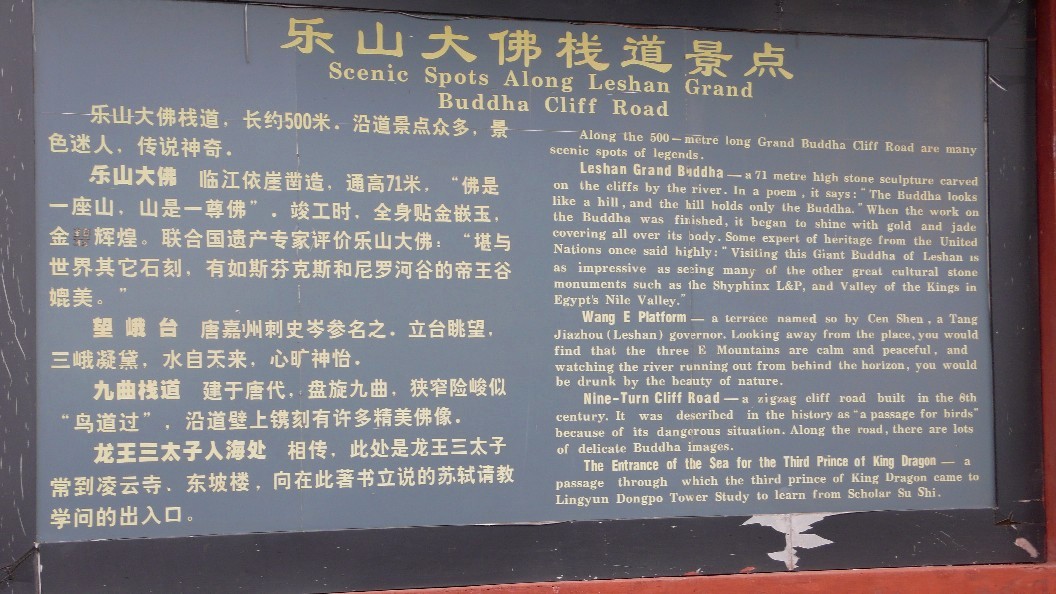 乐山大佛栈道景点
Scenic Spots Along Leshan Grand
Buddha Cliff Road
乐山大佛栈道，长约500米．沿道景点众多，景
色迷人，传说神奇．
乐山大佛　临江依崖凿造，通高71米，“佛是
一座山，山是一尊佛”．竣工时，全身贴金嵌玉，
金碧辉煌。联合国遗产专家评价乐山大佛：“堪与
世界其它石刻，有如斯芬克斯和尼罗河谷的帝王谷
媲美。”
望峨台　唐嘉州刺史岑参名之．立台眺望，
三峨凝黛，水自天来，心旷神怡．
九曲栈道　建于唐代，盘旋九曲，狭窄险峻似
“鸟道过”，沿道壁上镌刻有许多精美佛像．
龙王三太子入海处　相传，此处是龙王三太子
常到凌云寺、东坡楼，向在此著书立说的苏轼请教
学问的出入口。
Along the 500-metre long Grand Buddha Cliff Road are many
scenic spots of legends.
Leshan Grand Buddha — a 71 metre high stone sculpture carved
on the cliffs by the river. In a poem, it says: "The Buddha looks
like a hill, and the hill holds only the Buddha." When the work on
the Buddha was finished, it began to shine with gold and jade
covering all over its body. Some expert of heritage from the United
Nations once said highly: "Visiting this Giant Buddha of Leshan is
as impressive as seeing many of the other great cultural stone
monuments such as the Shyphinx L&P, and Valley of the Kings in
Egypt's Nile Valley."
Wang E Platform — a terrace named so by Cen Shen, a Tang
Jiazhou (Leshan) governor. Looking away from the place, you would
find that the three E Mountains are calm and peaceful, and
watching the river running out from behind the horizon, you would
be drunk by the beauty of nature.
Nine-Turn Cliff Road — a zigzag cliff road built in the 8th
century. It was described in the history as "a passage for birds"
because of its dangerous situation. Along the road, there are lots
of delicate Buddha images.
The Entrance of the Sea for the Third Prince of King Dragon — a
passage through which the third prince of King Dragon came to
Lingyun Dongpo Tower Study to learn from Scholar Su Shi.